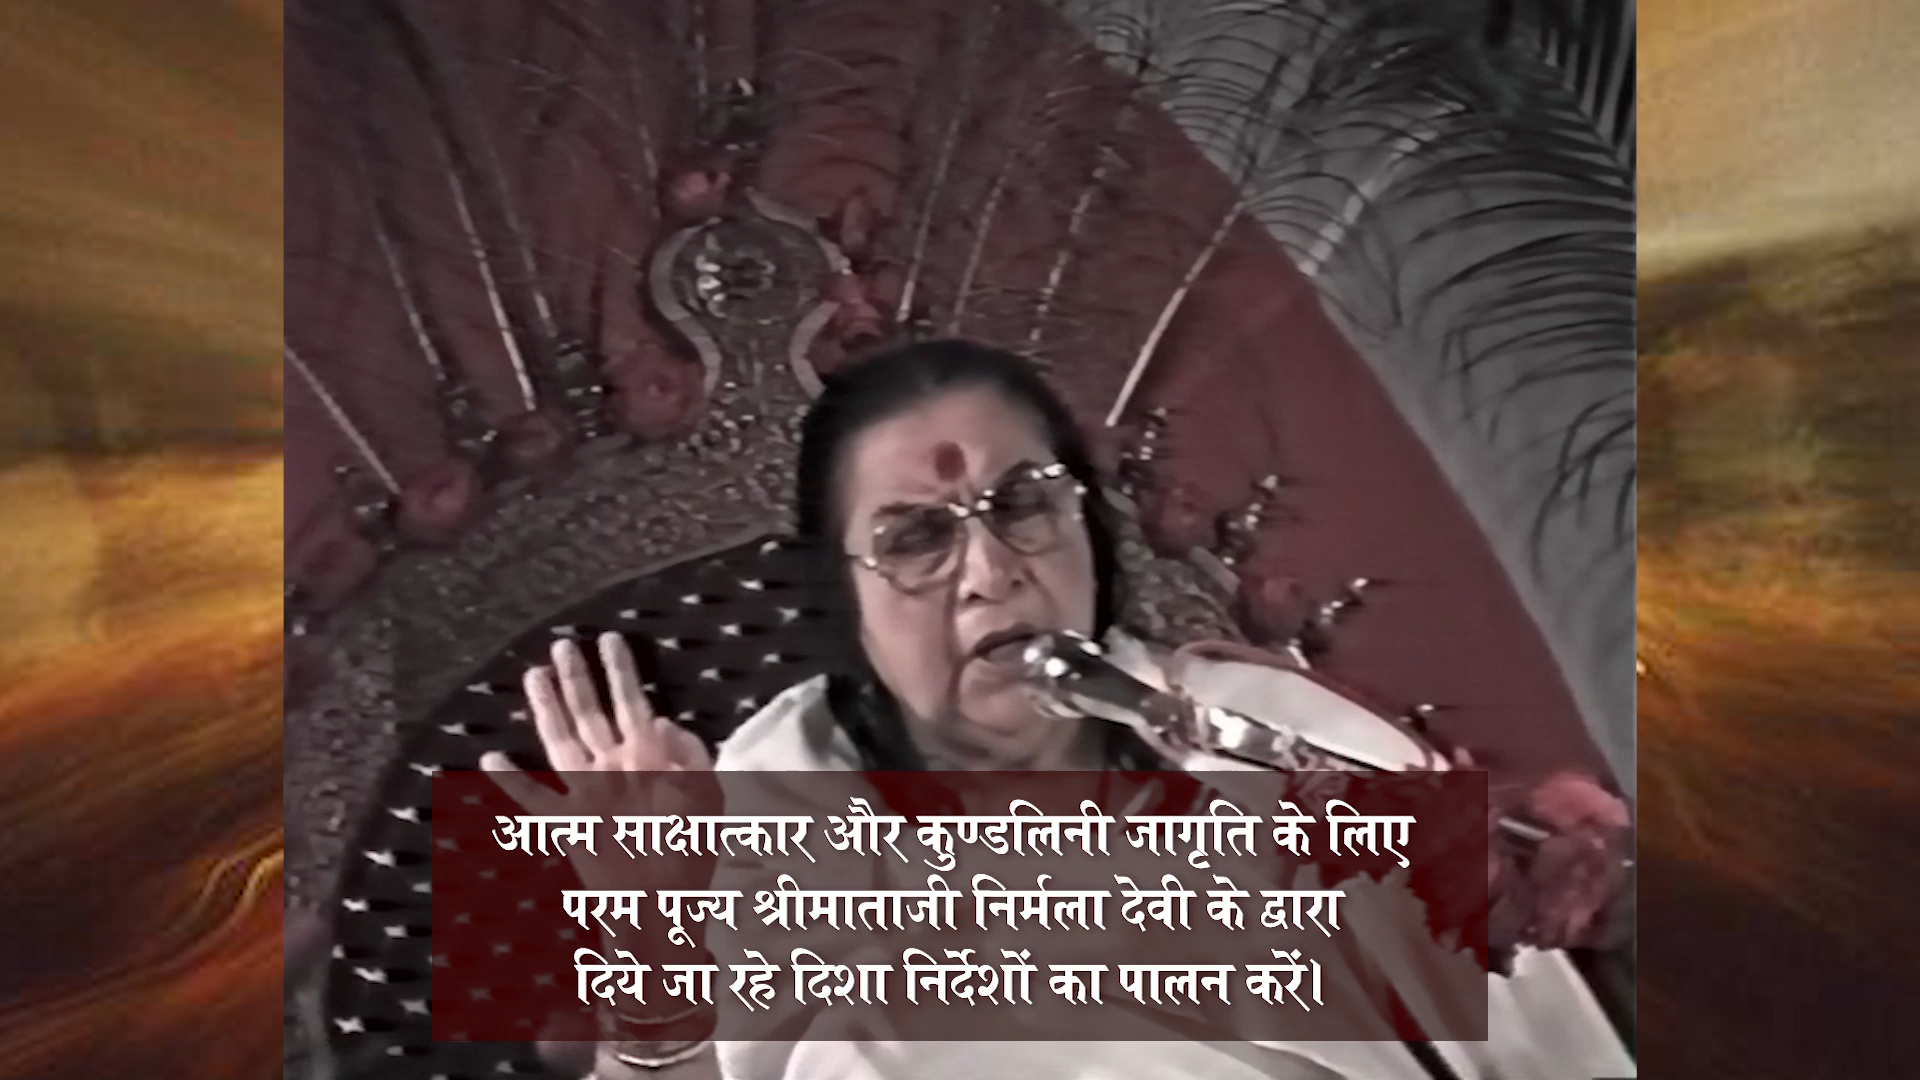 आत्म साक्षात्कार और कुण्डलिनी जागृति के लिए
परम पूज्य श्रीमाताजी निर्मला देवी के द्वारा
दिये जा रहे दिशा निर्देशों का पालन करें।